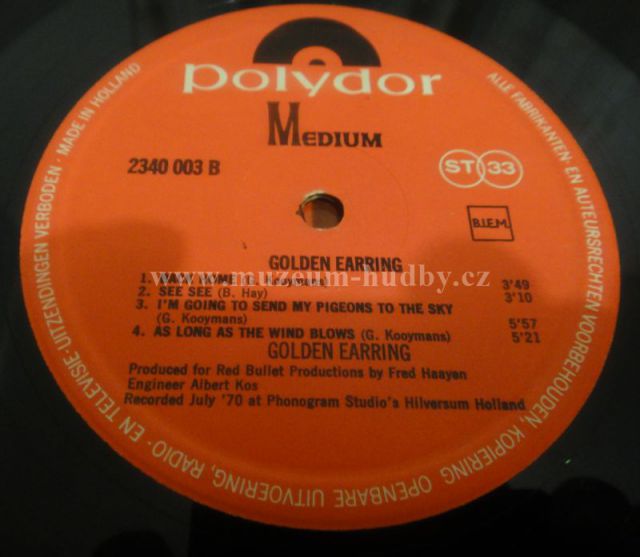 polydor
MEDIUM
2340 003 B
ST 33
B.I.E.M.
GOLDEN EARRING
1. HOME Kooymans)
3'49
2. SEE SEE (B. Hay)
3'10
3. I'M GOING TO SEND MY PIGEONS TO THE SKY
(G. Kooymans)
5'57
4. AS LONG AS THE WIND BLOWS (G. Kooymans)
5'21
GOLDEN EARRING
Produced for Red Bullet Productions by Fred Haayen
Engineer Albert Kos
Recorded July '70 at Phonogram Studio's Hilversum Holland
ALLE FABRIKANTEN- EN AUTEURSRECHTEN VOORBEHOUDEN, KOPIERING OPENBARE UITVOERING, RADIO- EN TELEVISIE-UITZENDINGEN VERBODEN · MADE IN HOLLAND
www.muzeum-hudby.cz